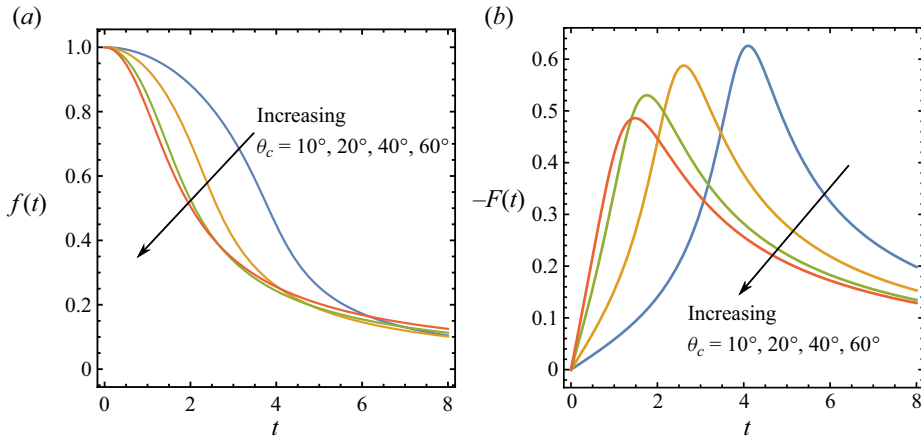 (a)
1.0
0.8
0.6
0.4
0.2
0
f(t)
Increasing
θc = 10°, 20°, 40°, 60°
0 2 4 6 8
t
(b)
0.6
0.5
0.4
0.3
0.2
0.1
0
–F(t)
Increasing
θc = 10°, 20°, 40°, 60°
0 2 4 6 8
t